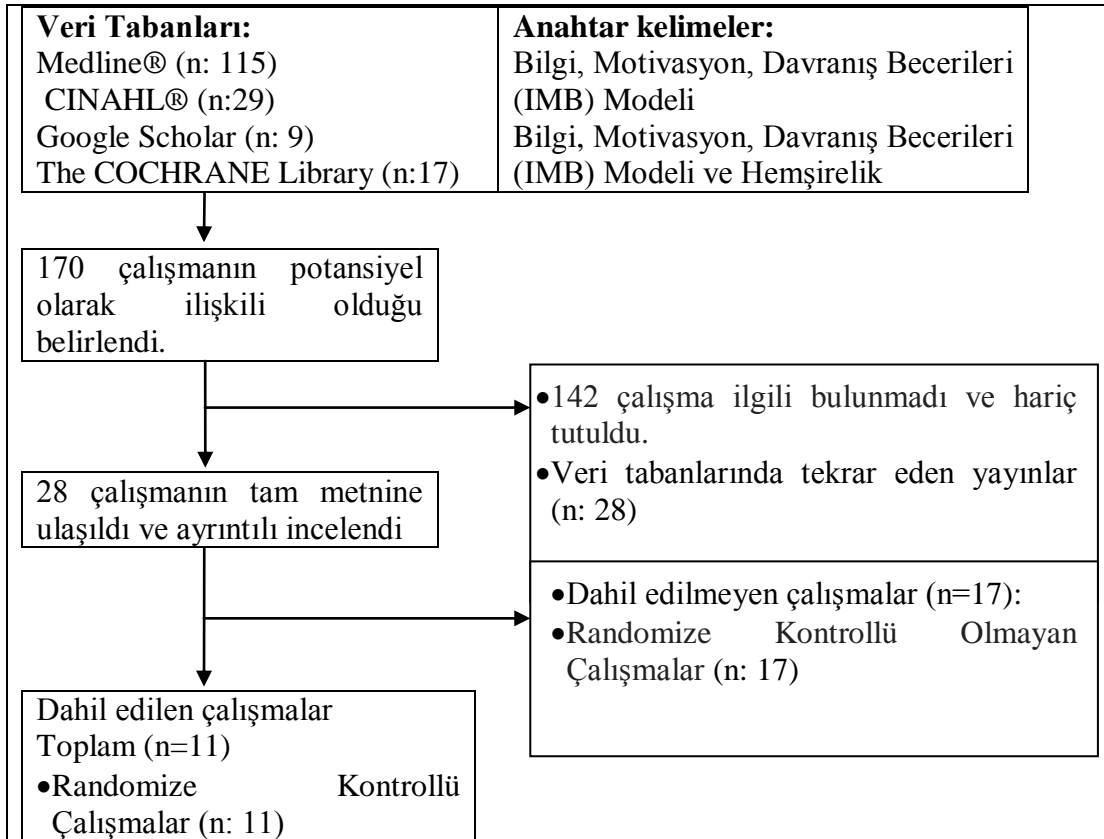 Veri Tabanları:
Medline® (n: 115)
CINAHL® (n:29)
Google Scholar (n: 9)
The COCHRANE Library (n:17)
Anahtar kelimeler:
Bilgi, Motivasyon, Davranış Becerileri
(IMB) Modeli
Bilgi, Motivasyon, Davranış Becerileri
(IMB) Modeli ve Hemşirelik
170 çalışmanın potansiyel
olarak ilişkili olduğu
belirlendi.
•142 çalışma ilgili bulunmadı ve hariç
tutuldu.
•Veri tabanlarında tekrar eden yayınlar
(n: 28)
28 çalışmanın tam metnine
ulaşıldı ve ayrıntılı incelendi
•Dahil edilmeyen çalışmalar (n=17):
•Randomize Kontrollü Olmayan
Çalışmalar (n: 17)
Dahil edilen çalışmalar
Toplam (n=11)
•Randomize Kontrollü
Çalışmalar (n: 11)